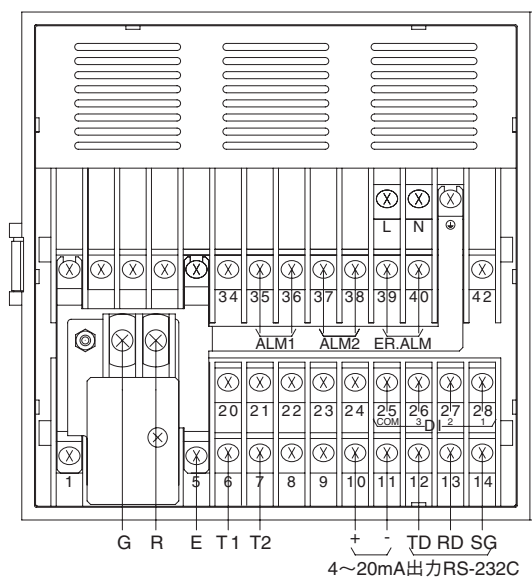 L N
34 35 36 37 38 39 40 42
ALM1 ALM2 ER.ALM
20 21 22 23 24 25 26 27 28
COM 3 DI 2 1
1 5 6 7 8 9 10 11 12 13 14
G R E T1 T2 + - TD RD SG
4～20mA出力RS-232C